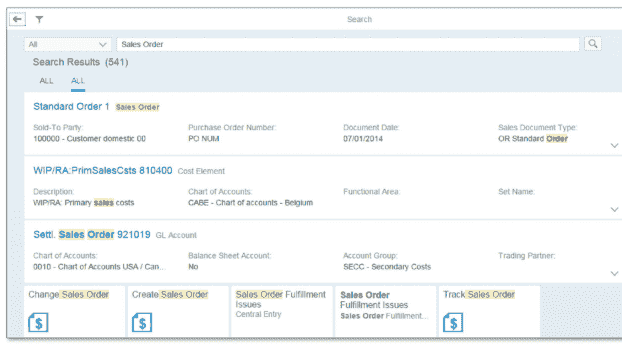 Search
All
Sales Order
Search Results (541)
ALL ALL
Standard Order 1 Sales Order
Sold-To Party: Purchase Order Number: Document Date: Sales Document Type:
100000 - Customer domestic 00 PO NUM 07/01/2014 OR Standard Order
WIP/RA:PrimSalesCsts 810400 Cost Element
Description: Chart of Accounts: Functional Area: Set Name:
WIP/RA: Primary sales costs CABE - Chart of accounts - Belgium
Settl. Sales Order 921019 GL Account
Chart of Accounts: Balance Sheet Account: Account Group: Trading Partner:
0010 - Chart of Accounts USA / Can... No SECC - Secondary Costs
Change Sales Order
Create Sales Order
Sales Order Fulfillment
Issues
Central Entry
Sales Order
Fulfillment Issues
Sales Order Fulfillment...
Track Sales Order
$ $ $